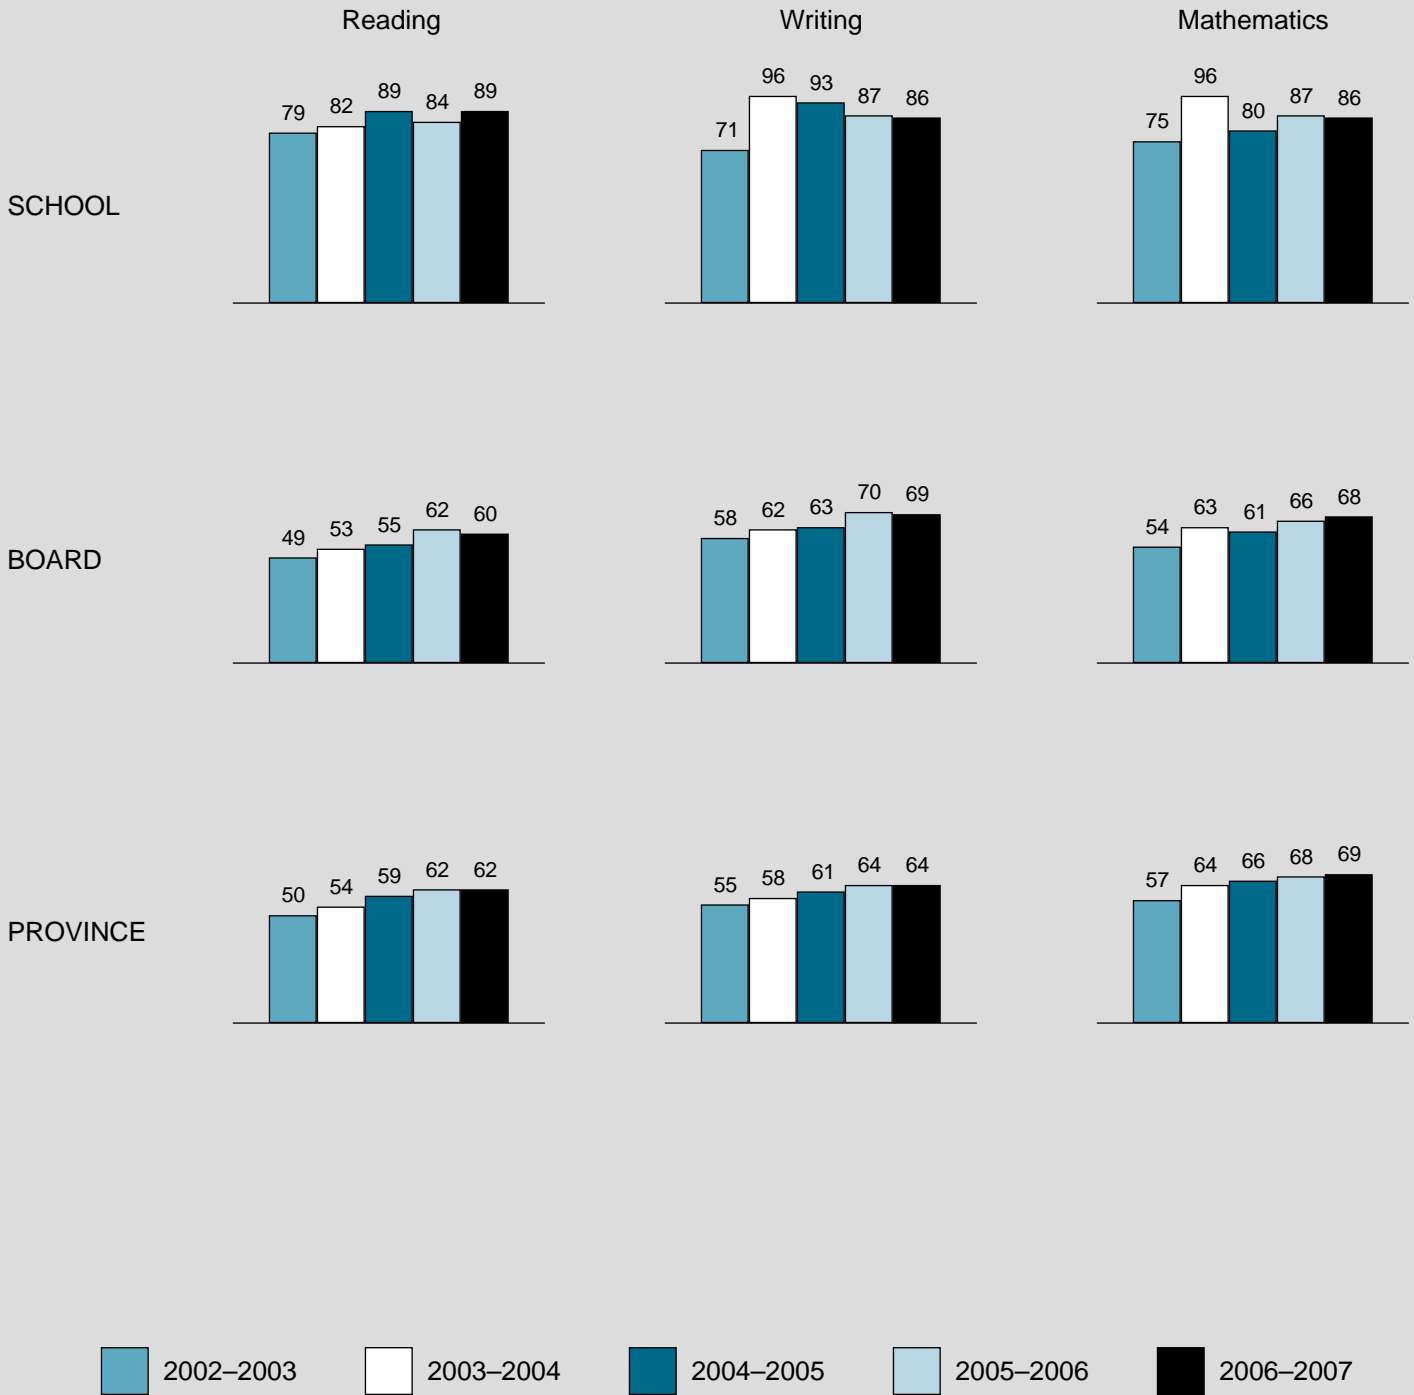 Reading Writing Mathematics
79 82 89 84 89
71 96 93 87 86
75 96 80 87 86
SCHOOL
49 53 55 62 60
58 62 63 70 69
54 63 61 66 68
BOARD
50 54 59 62 62
55 58 61 64 64
57 64 66 68 69
PROVINCE
2002–2003 2003–2004 2004–2005 2005–2006 2006–2007